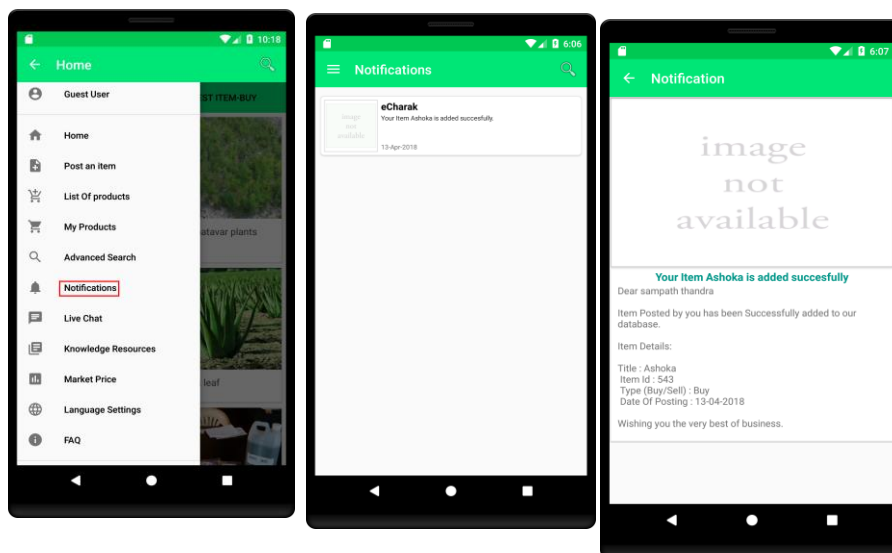 10:18
Home
Guest User
ST ITEM-BUY
Home
Post an item
List Of products
My Products
atavar plants
Advanced Search
Notifications
Live Chat
Knowledge Resources
Market Price
leaf
Language Settings
FAQ
6:06
Notifications
image
not
available
eCharak
Your Item Ashoka is added succesfully.
13-Apr-2018
6:07
Notification
image
not
available
Your Item Ashoka is added succesfully
Dear sampath thandra
Item Posted by you has been Successfully added to our
database.
Item Details:
Title : Ashoka
Item Id : 543
Type (Buy/Sell) : Buy
Date Of Posting : 13-04-2018
Wishing you the very best of business.